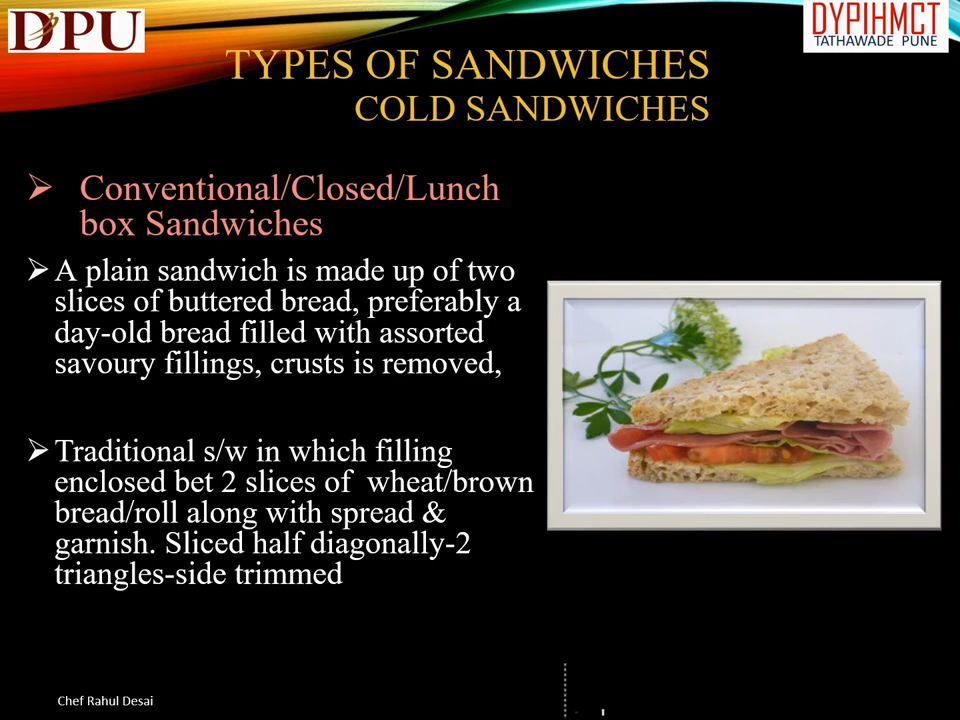 DPU
DYPIHMCT
TATHAWADE PUNE
TYPES OF SANDWICHES
COLD SANDWICHES
Conventional/Closed/Lunch
box Sandwiches
A plain sandwich is made up of two
slices of buttered bread, preferably a
day-old bread filled with assorted
savoury fillings, crusts is removed,
Traditional s/w in which filling
enclosed bet 2 slices of wheat/brown
bread/roll along with spread &
garnish. Sliced half diagonally-2
triangles-side trimmed
Chef Rahul Desai